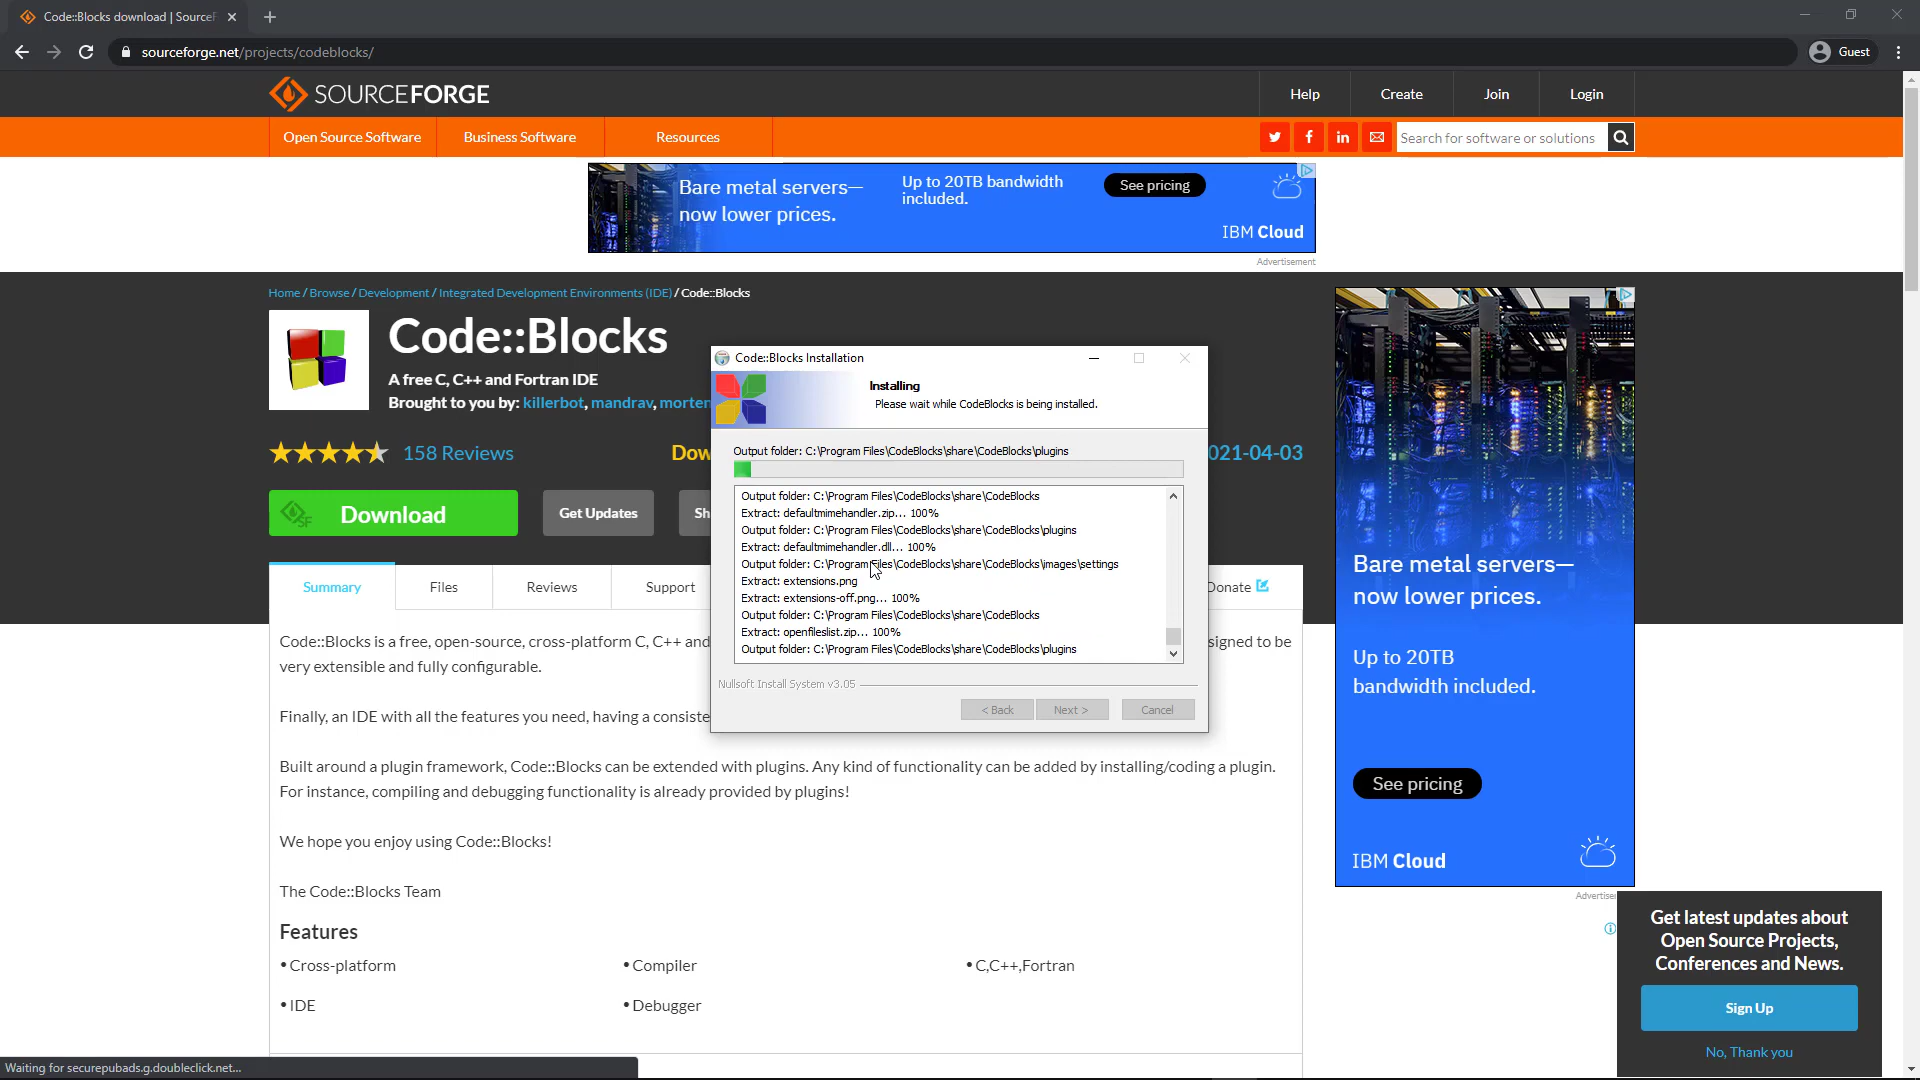 Code::Blocks download | SourceF
sourceforge.net/projects/codeblocks/
Guest
SOURCEFORGE
Help
Create
Join
Login
Open Source Software
Business Software
Resources
Search for software or solutions
Bare metal servers—
now lower prices.
Up to 20TB bandwidth
included.
See pricing
IBM Cloud
Advertisement
Home / Browse / Development / Integrated Development Environments (IDE) / Code::Blocks
Code::Blocks
A free C, C++ and Fortran IDE
Brought to you by: killerbot, mandrav, morten
158 Reviews
Dow
021-04-03
SF
Download
Get Updates
Sh
Summary
Files
Reviews
Support
Donate
Code::Blocks is a free, open-source, cross-platform C, C++ and
signed to be
very extensible and fully configurable.
Finally, an IDE with all the features you need, having a consiste
Built around a plugin framework, Code::Blocks can be extended with plugins. Any kind of functionality can be added by installing/coding a plugin.
For instance, compiling and debugging functionality is already provided by plugins!
We hope you enjoy using Code::Blocks!
The Code::Blocks Team
Features
• Cross-platform
• Compiler
• C,C++,Fortran
• IDE
• Debugger
Code::Blocks Installation
Installing
Please wait while CodeBlocks is being installed.
Output folder: C:\Program Files\CodeBlocks\share\CodeBlocks\plugins
Output folder: C:\Program Files\CodeBlocks\share\CodeBlocks
Extract: defaultmimehandler.zip... 100%
Output folder: C:\Program Files\CodeBlocks\share\CodeBlocks\plugins
Extract: defaultmimehandler.dll... 100%
Output folder: C:\Program Files\CodeBlocks\share\CodeBlocks\images\settings
Extract: extensions.png
Extract: extensions-off.png... 100%
Output folder: C:\Program Files\CodeBlocks\share\CodeBlocks
Extract: openfileslist.zip... 100%
Output folder: C:\Program Files\CodeBlocks\share\CodeBlocks\plugins
Nullsoft Install System v3.05
< Back
Next >
Cancel
Bare metal servers—
now lower prices.
Up to 20TB
bandwidth included.
See pricing
IBM Cloud
Advertise
Get latest updates about
Open Source Projects,
Conferences and News.
Sign Up
No, Thank you
Waiting for securepubads.g.doubleclick.net...